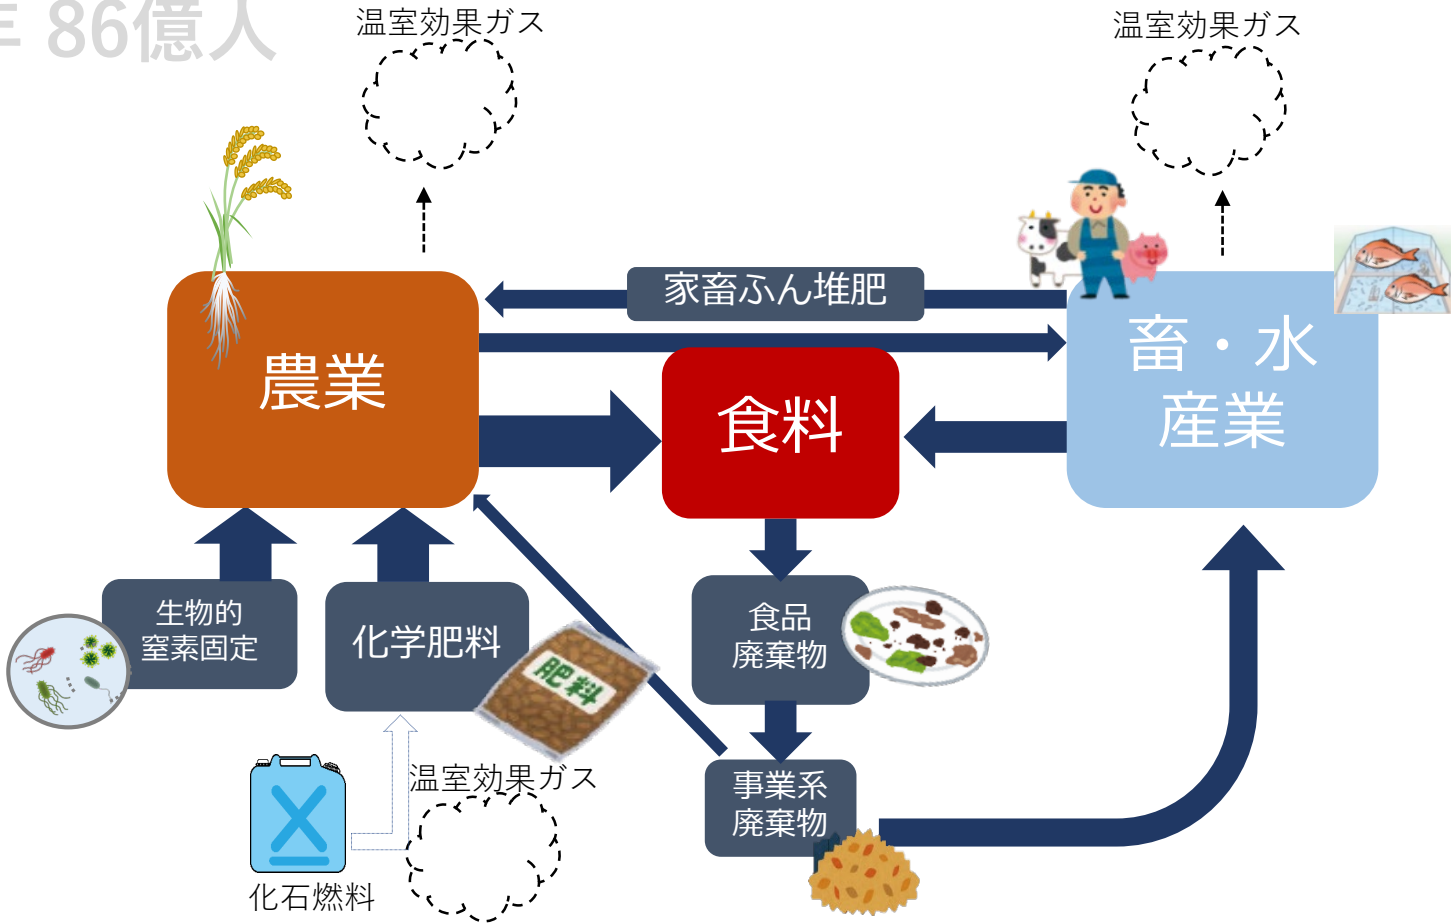 年 86億人
温室効果ガス
温室効果ガス
家畜ふん堆肥
農業
食料
畜・水
産業
生物的
窒素固定
化学肥料
肥料
食品
廃棄物
温室効果ガス
事業系
廃棄物
化石燃料